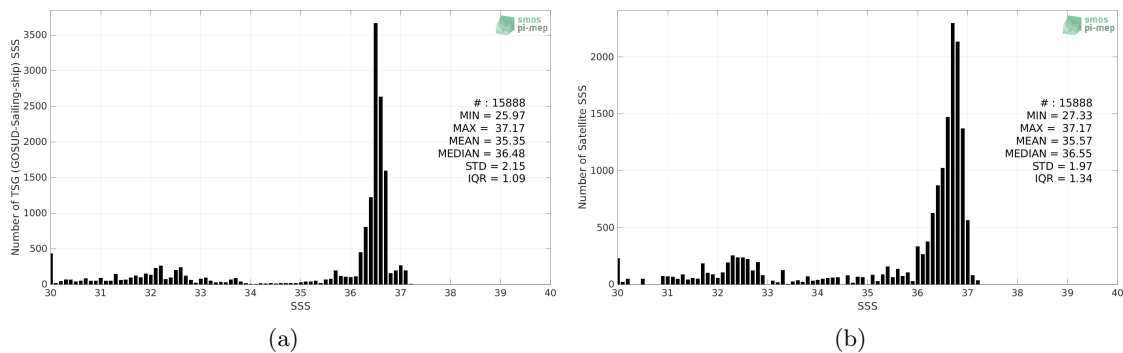 Number of TSG (GOSUD-Sailing-ship) SSS
3500
3000
2500
2000
1500
1000
500
0
smos
pi-mep
# : 15888
MIN = 25.97
MAX = 37.17
MEAN = 35.35
MEDIAN = 36.48
STD = 2.15
IQR = 1.09
30 31 32 33 34 35 36 37 38 39 40
SSS
(a)
Number of Satellite SSS
2000
1500
1000
500
0
smos
pi-mep
# : 15888
MIN = 27.33
MAX = 37.17
MEAN = 35.57
MEDIAN = 36.55
STD = 1.97
IQR = 1.34
30 31 32 33 34 35 36 37 38 39 40
SSS
(b)